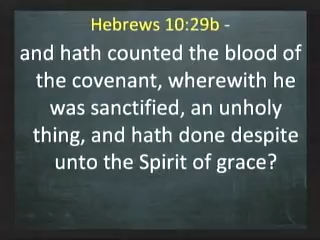 Hebrews 10:29b -
and hath counted the blood of
the covenant, wherewith he
was sanctified, an unholy
thing, and hath done despite
unto the Spirit of grace?